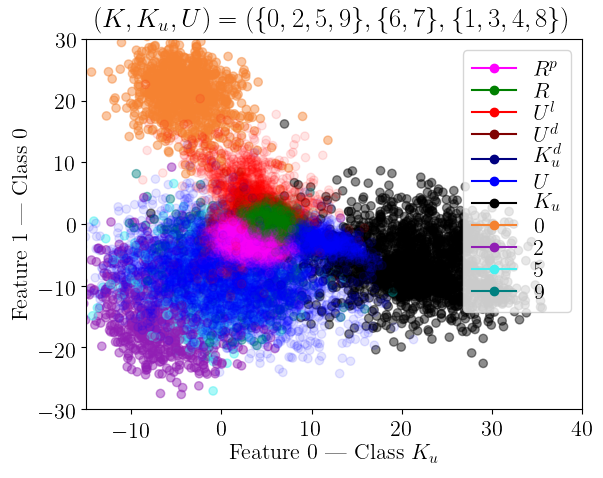 (K, K_u, U) = ({0, 2, 5, 9}, {6, 7}, {1, 3, 4, 8})
30
20
10
0
−10
−20
−30
Feature 1 — Class 0
R^p
R
U^l
U^d
K_u^d
U
K_u
0
2
5
9
−10
0
10
20
30
40
Feature 0 — Class K_u